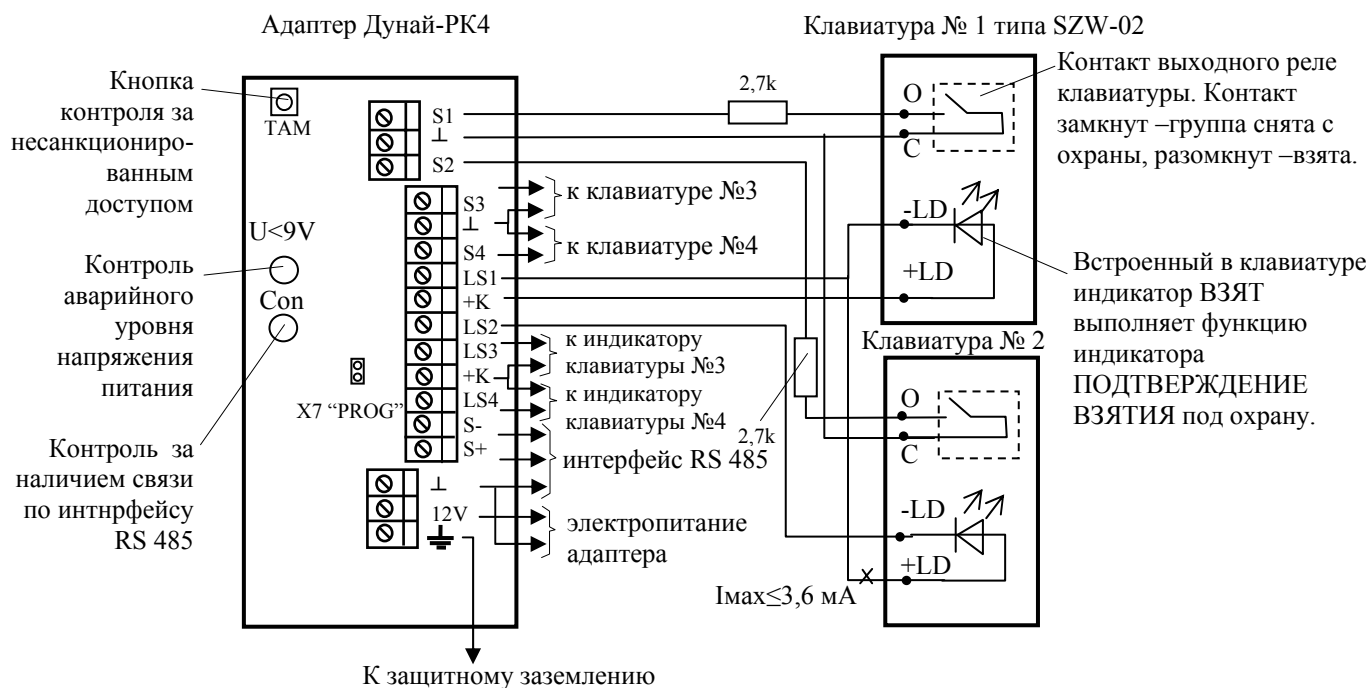 Адаптер Дунай-РК4
Клавиатура № 1 типа SZW-02
Кнопка
контроля за
несанкциониро-
ванным
доступом
TAM
U<9V
Контроль
аварийного
уровня
напряжения
питания
Con
Контроль за
наличием связи
по интнрфейсу
RS 485
X7 “PROG”
S1
⊥
S2
S3
⊥
S4
LS1
+K
LS2
LS3
+K
LS4
S-
S+
⊥
12V
2,7k
к клавиатуре №3
к клавиатуре №4
к индикатору
клавиатуры №3
к индикатору
клавиатуры №4
интерфейс RS 485
электропитание
адаптера
К защитному заземлению
2,7k
O
C
-LD
+LD
Контакт выходного реле
клавиатуры. Контакт
замкнут –группа снята с
охраны, разомкнут –взята.
Встроенный в клавиатуре
индикатор ВЗЯТ
выполняет функцию
индикатора
ПОДТВЕРЖДЕНИЕ
ВЗЯТИЯ под охрану.
Клавиатура № 2
O
C
-LD
+LD
Iмах≤3,6 мА